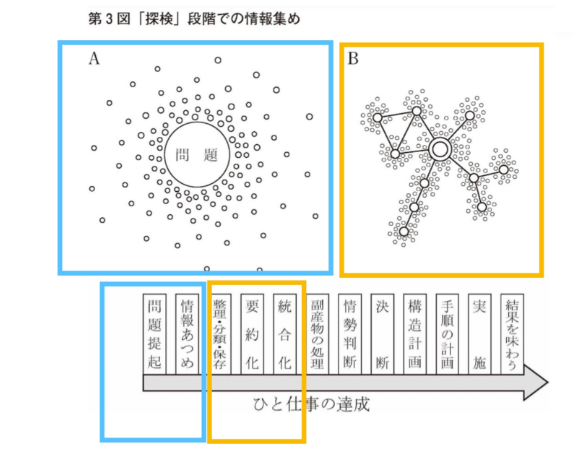 第3図「探検」段階での情報集め
A
B
問題
問題提起
情報あつめ
整理・分類・保存
要約化
統合化
副産物の処理
情勢判断
決断
構造計画
手順の計画
実施
結果を味わう
ひと仕事の達成